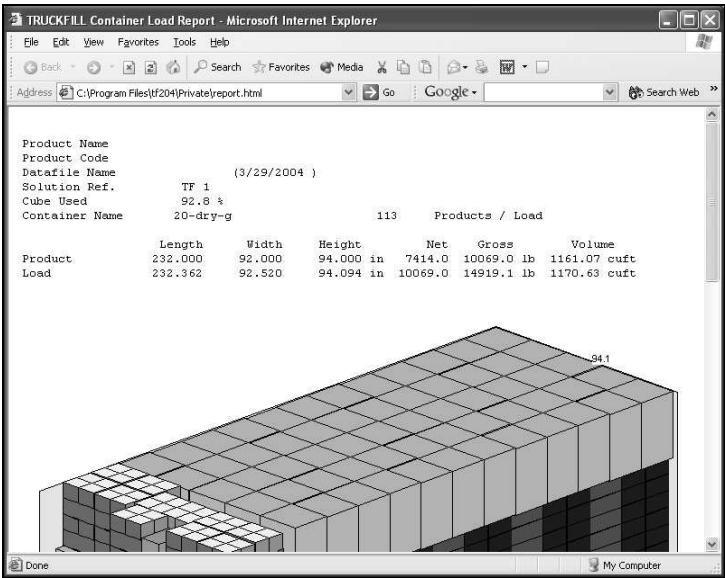 TRUCKFILL Container Load Report - Microsoft Internet Explorer
File Edit View Favorites Tools Help
Back Search Favorites Media
Address C:\Program Files\tf204\Private\report.html Go Google Search Web »
Product Name
Product Code
Datafile Name (3/29/2004 )
Solution Ref. TF 1
Cube Used 92.8 %
Container Name 20-dry-g 113 Products / Load
Length Width Height Net Gross Volume
Product 232.000 92.000 94.000 in 7414.0 10069.0 lb 1161.07 cuft
Load 232.362 92.520 94.094 in 10069.0 14919.1 lb 1170.63 cuft
94.1
Done My Computer